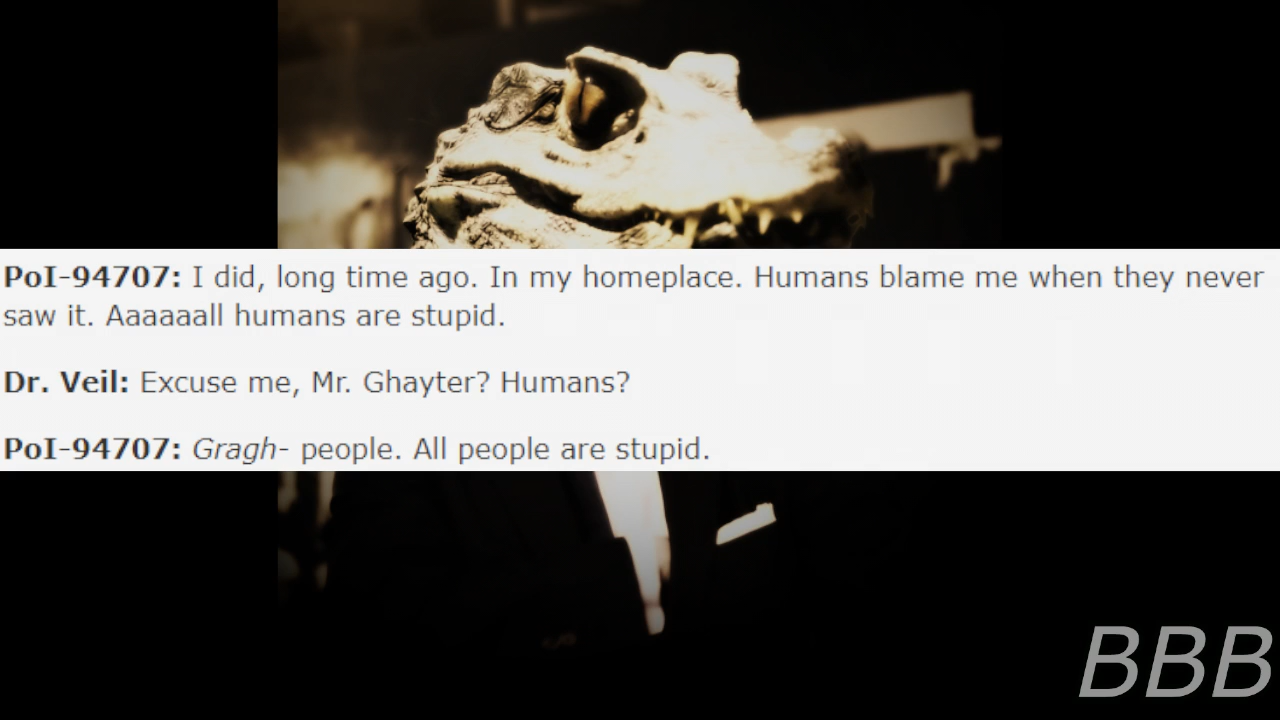 PoI-94707: I did, long time ago. In my homeplace. Humans blame me when they never
saw it. Aaaaaall humans are stupid.
Dr. Veil: Excuse me, Mr. Ghayter? Humans?
PoI-94707: Gragh- people. All people are stupid.
BBB